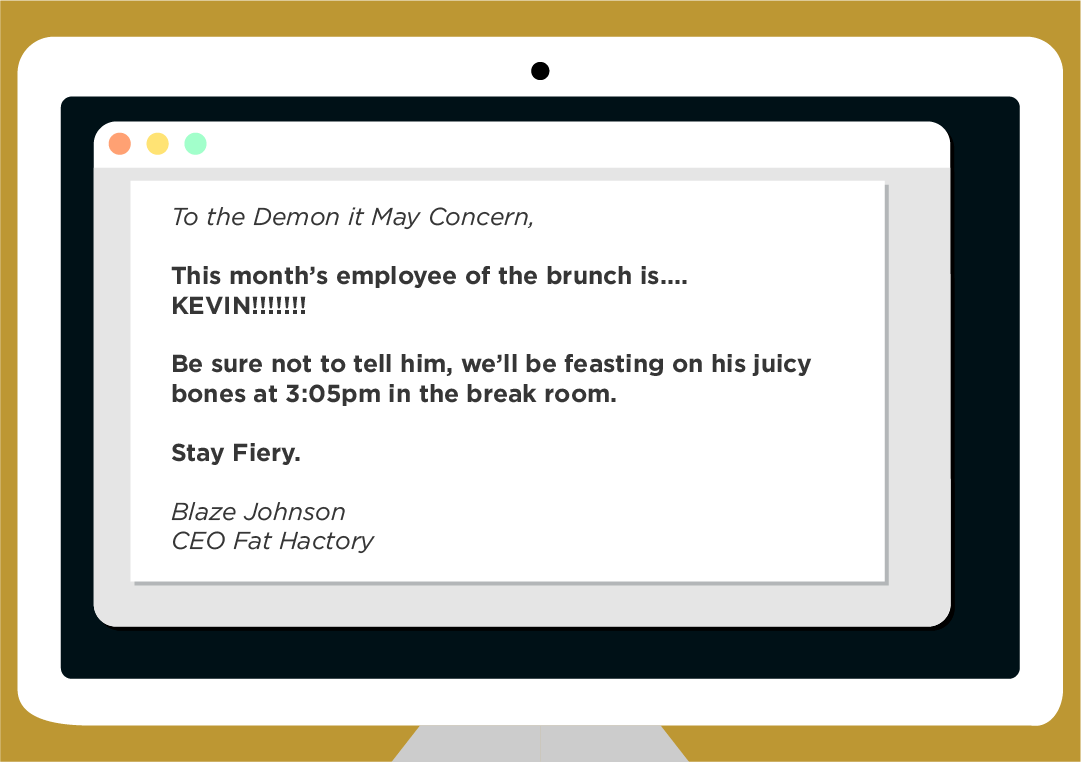 To the Demon it May Concern,
This month’s employee of the brunch is....
KEVIN!!!!!!!
Be sure not to tell him, we’ll be feasting on his juicy
bones at 3:05pm in the break room.
Stay Fiery.
Blaze Johnson
CEO Fat Hactory